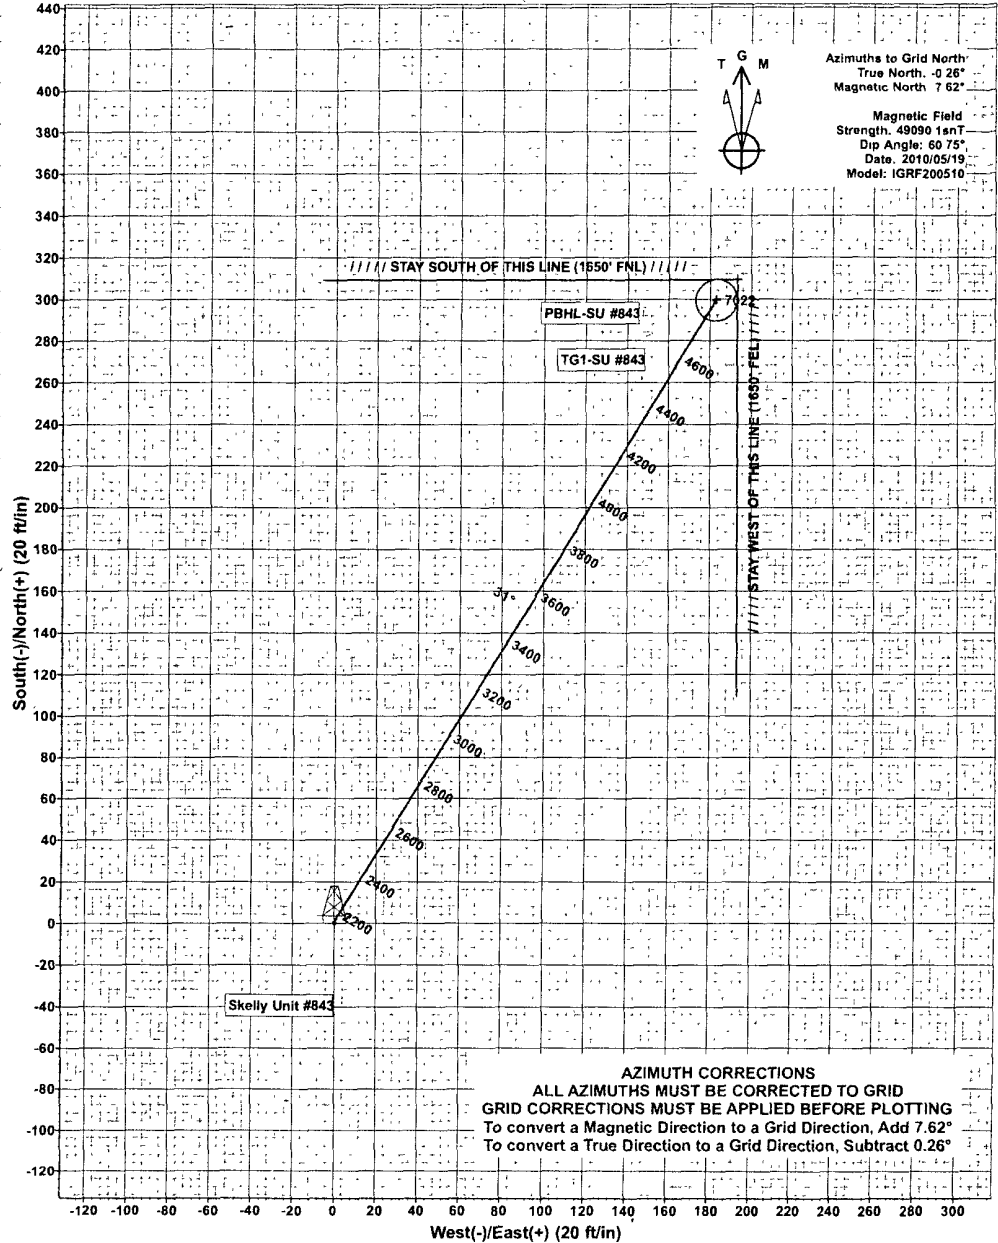 T G M
Azimuths to Grid North
True North. -0 26°
Magnetic North 7 62°
Magnetic Field
Strength. 49090 1snT
Dip Angle: 60 75°
Date. 2010/05/19
Model: IGRF200510
440
420
400
380
360
340
320
300
280
260
240
220
200
180
160
140
120
100
80
60
40
20
0
-20
-40
-60
-80
-100
-120
South(-)/North(+) (20 ft/in)
///// STAY SOUTH OF THIS LINE (1650' FNL) /////
PBHL-SU #843
7022
TG1-SU #843
///// STAY WEST OF THIS LINE (1650' FEL) /////
4600
4400
4200
4000
3800
31°
3600
3400
3200
3000
2800
2600
2400
2200
Skelly Unit #843
AZIMUTH CORRECTIONS
ALL AZIMUTHS MUST BE CORRECTED TO GRID
GRID CORRECTIONS MUST BE APPLIED BEFORE PLOTTING
To convert a Magnetic Direction to a Grid Direction, Add 7.62°
To convert a True Direction to a Grid Direction, Subtract 0.26°
-120 -100 -80 -60 -40 -20 0 20 40 60 80 100 120 140 160 180 200 220 240 260 280 300
West(-)/East(+) (20 ft/in)